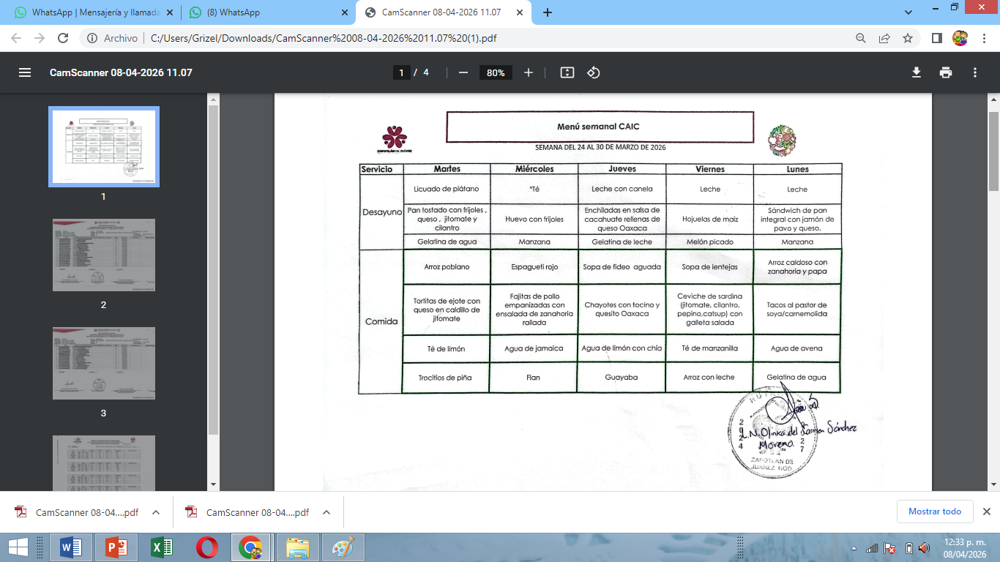 WhatsApp | Mensajería y llamada
(8) WhatsApp
CamScanner 08-04-2026 11.07
Archivo
C:/Users/Grizel/Downloads/CamScanner%2008-04-2026%2011.07%20(1).pdf
CamScanner 08-04-2026 11.07
1 / 4
80%
1
2
3
Menú semanal CAIC
ZAPOTLÁN DE JUÁREZ
SEMANA DEL 24 AL 30 DE MARZO DE 2026
Servicio Martes Miércoles Jueves Viernes Lunes
Desayuno
Licuado de plátano
*Té
Leche con canela
Leche
Leche
Pan tostado con frijoles ,
queso , jitomate y
cilantro
Huevo con frijoles
Enchiladas en salsa de
cacahuate rellenas de
queso Oaxaca
Hojuelas de maiz
Sándwich de pan
integral con jamón de
pavo y queso.
Gelatina de agua
Manzana
Gelatina de leche
Melón picado
Manzana
Comida
Arroz poblano
Espagueti rojo
Sopa de fideo aguada
Sopa de lentejas
Arroz caldoso con
zanahoria y papa
Tortitas de ejote con
queso en caldillo de
jitomate
Fajitas de pollo
empanizadas con
ensalada de zanahoria
rallada
Chayotes con tocino y
quesito Oaxaca
Ceviche de sardina
(jitomate, cilantro,
pepino,catsup) con
galleta salada
Tacos al pastor de
soya/carnemolida
Té de limón
Agua de jamaica
Agua de limón con chía
Té de manzanilla
Agua de avena
Trocitios de piña
Flan
Guayaba
Arroz con leche
Gelatina de agua
L.N. Olinka del Carmen Sánchez
Moreno
ZAPOTLÁN DE
JUÁREZ HGO
CamScanner 08-04....pdf
CamScanner 08-04....pdf
Mostrar todo
12:33 p. m.
08/04/2026